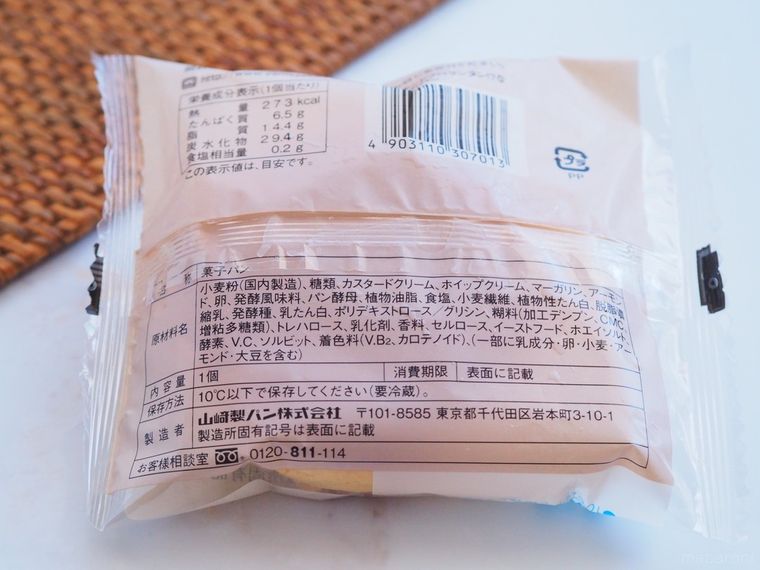 栄養成分表示(1個当たり)
熱量 273 kcal
たんぱく質 6.5 g
脂質 14.4 g
炭水化物 29.4 g
食塩相当量 0.2 g
この表示値は、目安です。
4 903110 307013
PP
称 菓子パン
原材料名
小麦粉(国内製造)、糖類、カスタードクリーム、ホイップクリーム、マーガリン、アーモン
ド、卵、発酵風味料、パン酵母、植物油脂、食塩、小麦繊維、植物性たん白、脱脂濃
縮乳、発酵種、乳たん白、ポリデキストロース/グリシン、糊料(加工デンプン、CMC、
増粘多糖類)、トレハロース、乳化剤、香料、セルロース、イーストフード、ホエイソルト、
酵素、V.C、ソルビット、着色料(V.B2、カロテノイド)、(一部に乳成分・卵・小麦・アー
モンド・大豆を含む)
内容量 1個 消費期限 表面に記載
保存方法 10℃以下で保存してください(要冷蔵)。
製造者 山崎製パン株式会社 〒101-8585 東京都千代田区岩本町3-10-1
製造所固有記号は表面に記載
お客様相談室 0120-811-114